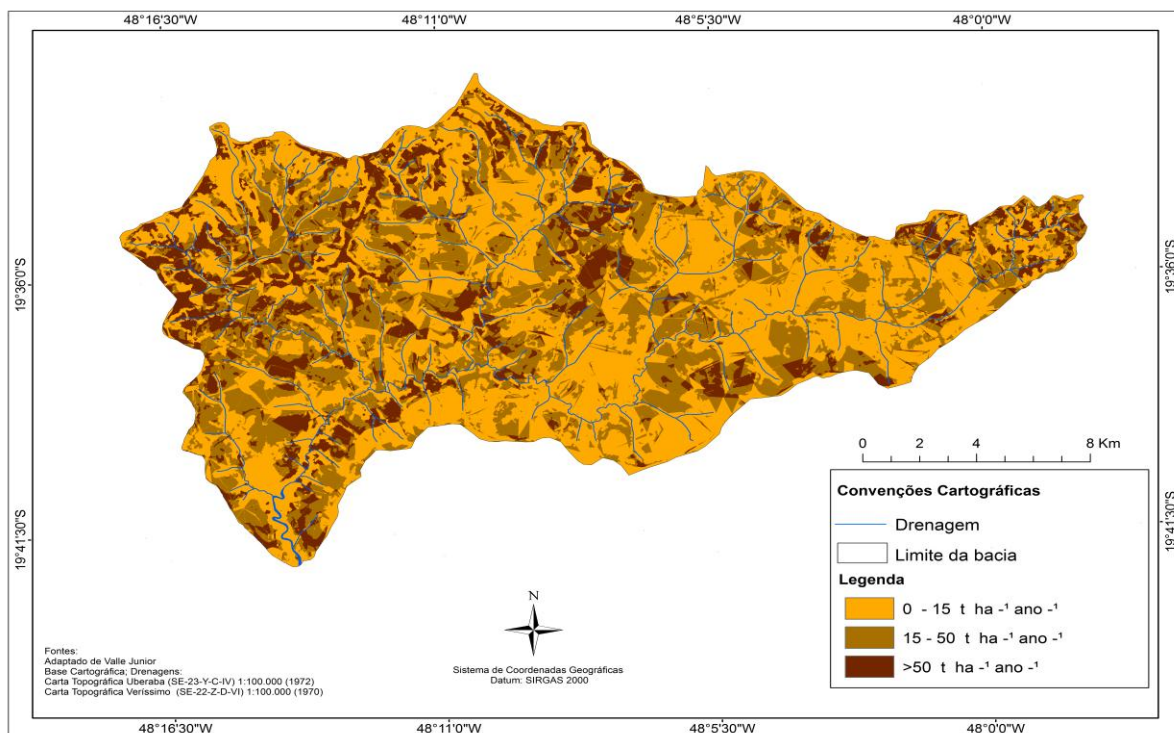 48°16'30"W 48°11'0"W 48°5'30"W 48°0'0"W
19°36'0"S
19°36'0"S
0 2 4 8 Km
Convenções Cartográficas
Drenagem
Limite da bacia
Legenda
0 - 15 t ha -¹ ano -¹
15 - 50 t ha -¹ ano -¹
>50 t ha -¹ ano -¹
19°41'30"S
19°41'30"S
N
Fontes:
Adaptado de Valle Junior
Base Cartográfica; Drenagens:
Carta Topográfica Uberaba (SE-23-Y-C-IV) 1:100.000 (1972)
Carta Topográfica Veríssimo (SE-22-Z-D-VI) 1:100.000 (1970)
Sistema de Coordenadas Geográficas
Datum: SIRGAS 2000
48°16'30"W 48°11'0"W 48°5'30"W 48°0'0"W